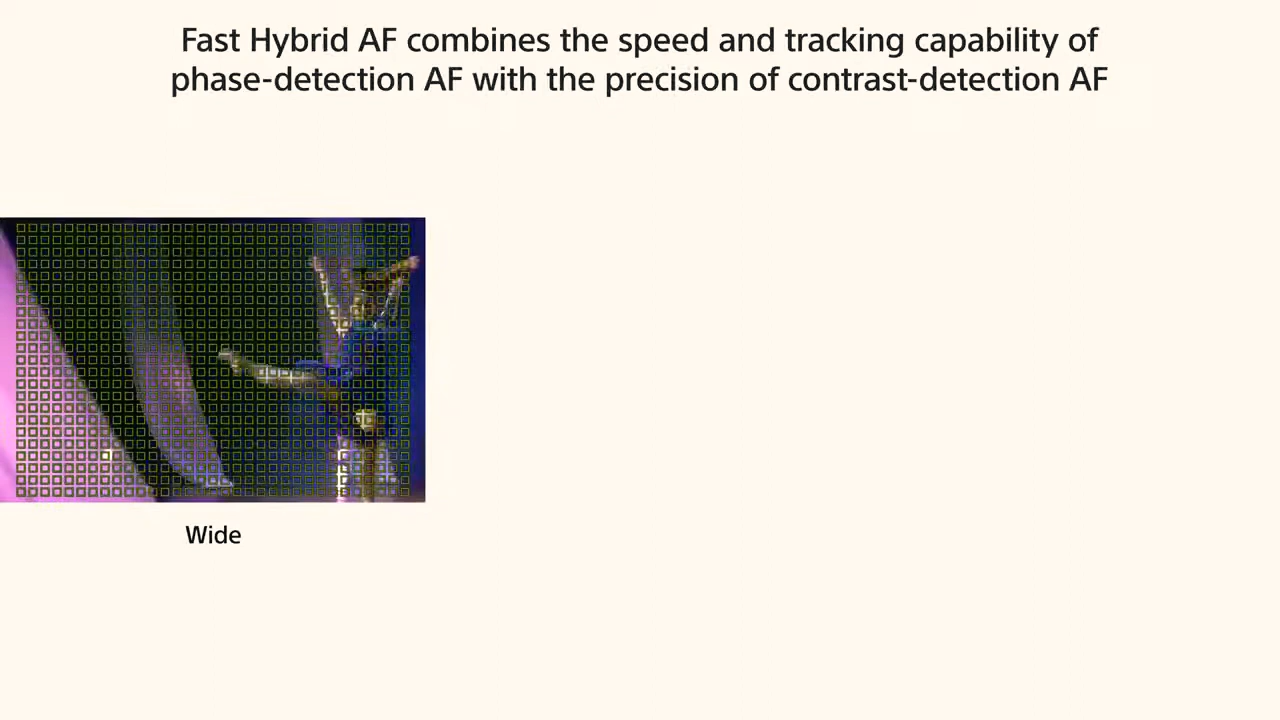 Fast Hybrid AF combines the speed and tracking capability of
phase-detection AF with the precision of contrast-detection AF
Wide